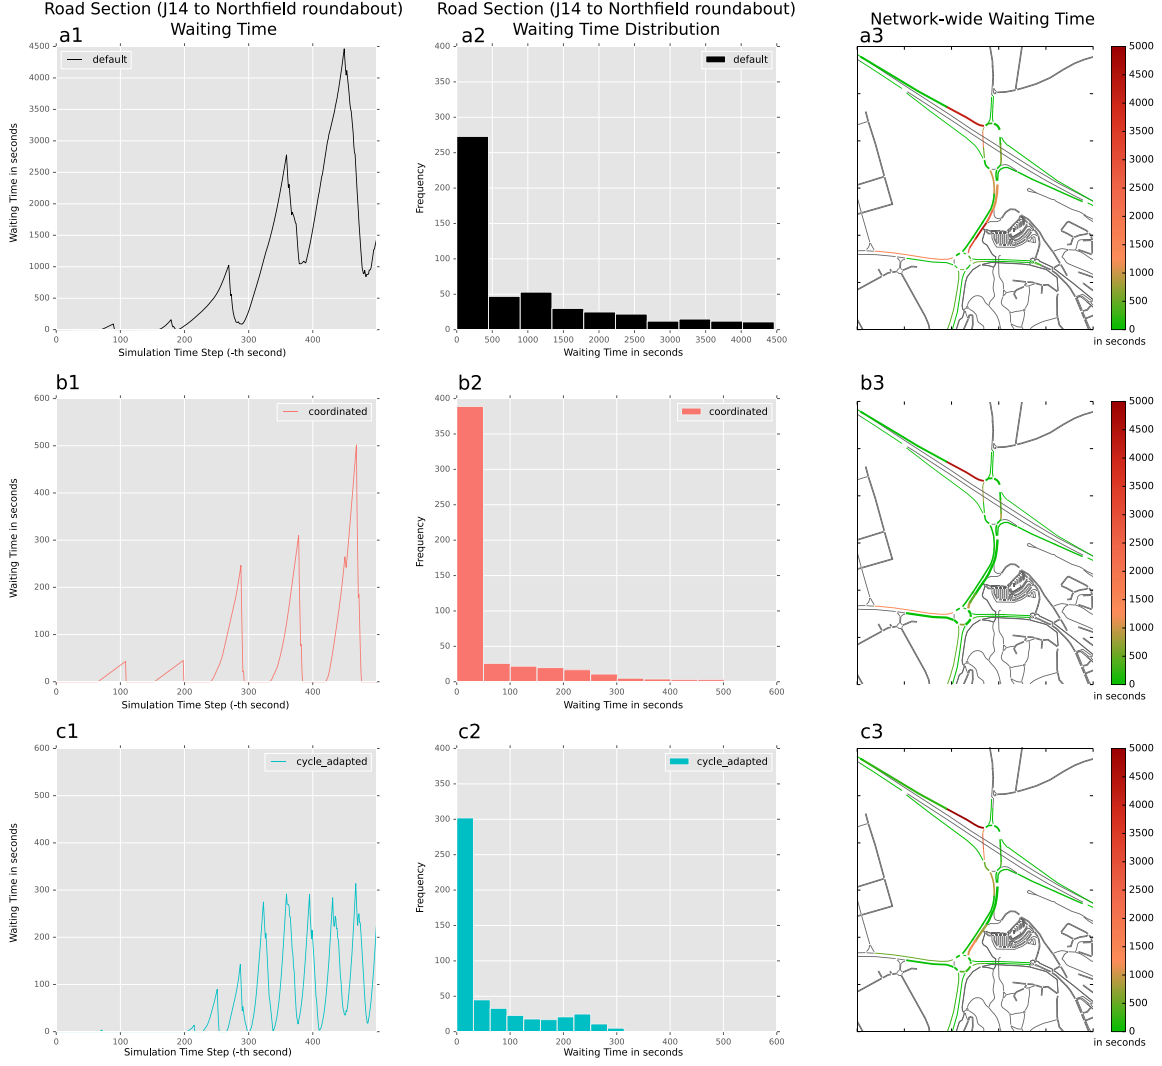 Road Section (J14 to Northfield roundabout)
Waiting Time
Road Section (J14 to Northfield roundabout)
Waiting Time Distribution
Network-wide Waiting Time
a1
default
4500
4000
3500
3000
2500
2000
1500
1000
500
0
Waiting Time in seconds
0 100 200 300 400
Simulation Time Step (-th second)
a2
default
400
350
300
250
200
150
100
50
0
Frequency
0 500 1000 1500 2000 2500 3000 3500 4000 4500
Waiting Time in seconds
a3
5000
4500
4000
3500
3000
2500
2000
1500
1000
500
0
in seconds
b1
coordinated
600
500
400
300
200
100
0
Waiting Time in seconds
0 100 200 300 400
Simulation Time Step (-th second)
b2
coordinated
400
350
300
250
200
150
100
50
0
Frequency
0 100 200 300 400 500 600
Waiting Time in seconds
b3
5000
4500
4000
3500
3000
2500
2000
1500
1000
500
0
in seconds
c1
cycle_adapted
600
500
400
300
200
100
0
Waiting Time in seconds
0 100 200 300 400
Simulation Time Step (-th second)
c2
cycle_adapted
400
350
300
250
200
150
100
50
0
Frequency
0 100 200 300 400 500 600
Waiting Time in seconds
c3
5000
4500
4000
3500
3000
2500
2000
1500
1000
500
0
in seconds